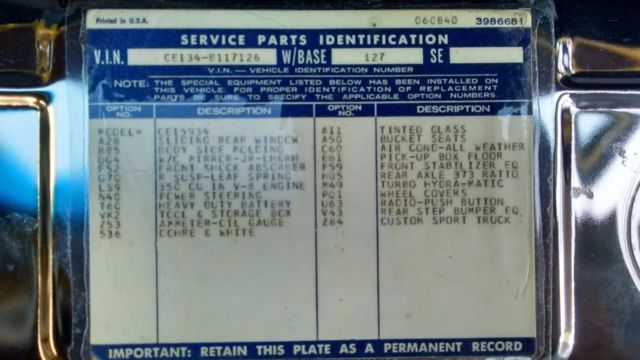 Printed in U.S.A. 060840 3986681
SERVICE PARTS IDENTIFICATION
V.I.N. CE134-B117126 W/BASE 127 SE
V.I.N. — VEHICLE IDENTIFICATION NUMBER
NOTE: THE SPECIAL EQUIPMENT LISTED BELOW HAS BEEN INSTALLED ON
THIS VEHICLE. FOR PROPER IDENTIFICATION OF REPLACEMENT
PARTS BE SURE TO SPECIFY THE APPLICABLE OPTION NUMBERS.
OPTION NO. DESCRIPTION OPTION NO. DESCRIPTION
MODEL= CE15934 A11 TINTED GLASS
A28 SLIDING REAR WINDOW A50 BUCKET SEATS
B85 BODY SIDE MOLDING C60 AIR COND-ALL WEATHER
DG4 W/C MIRROR-JR-LH&RH E81 PICK-UP BOX FLOOR
F52 FRONT SHOCK ABSORBER F59 FRONT STABILIZER EQ
G70 R SUSP-LEAF SPRING H05 REAR AXLE 373 RATIO
LS9 350 CU IN V-8 ENGINE M49 TURBO HYDRA-MATIC
N40 POWER STEERING P01 WHEEL COVERS
T60 HEAVY DUTY BATTERY U63 RADIO-PUSH BUTTON
VK2 TOOL & STORAGE BOX V43 REAR STEP BUMPER EQ
Z53 AMMETER-OIL GAUGE Z84 CUSTOM SPORT TRUCK
536 OCHRE & WHITE
IMPORTANT: RETAIN THIS PLATE AS A PERMANENT RECORD